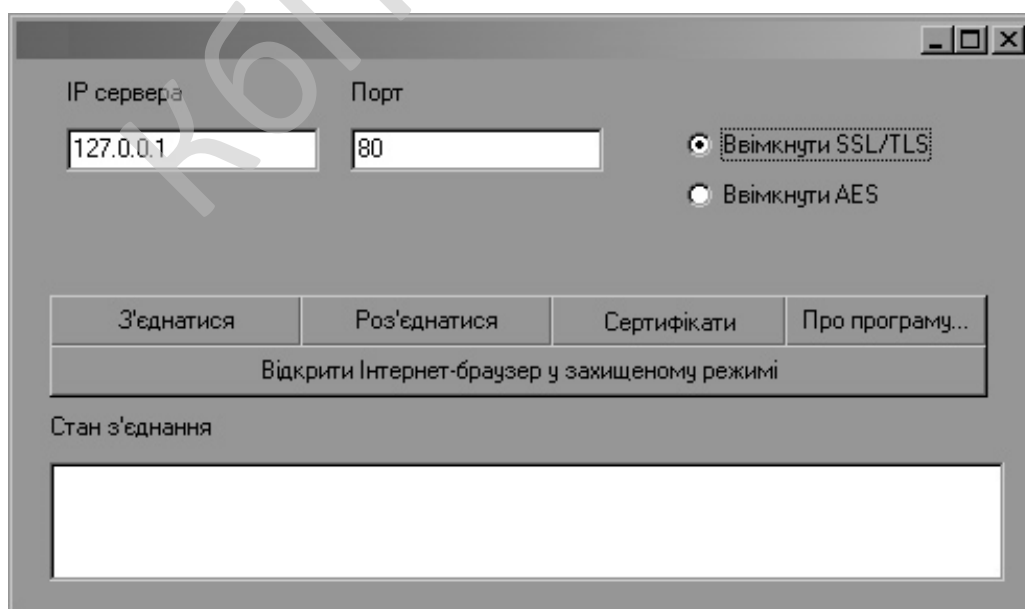 IP сервера Порт
127.0.0.1 80
Ввімкнути SSL/TLS
Ввімкнути AES
З'єднатися Роз'єднатися Сертифікати Про програму...
Відкрити Інтернет-браузер у захищеному режимі
Стан з'єднання